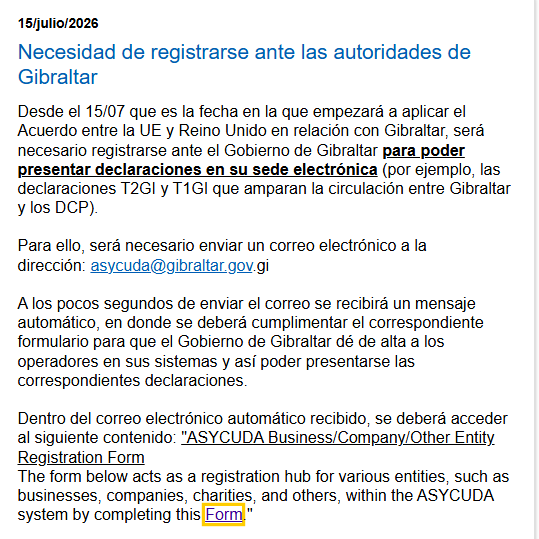 15/julio/2026
Necesidad de registrarse ante las autoridades de
Gibraltar
Desde el 15/07 que es la fecha en la que empezará a aplicar el
Acuerdo entre la UE y Reino Unido en relación con Gibraltar, será
necesario registrarse ante el Gobierno de Gibraltar para poder
presentar declaraciones en su sede electrónica (por ejemplo, las
declaraciones T2GI y T1GI que amparan la circulación entre Gibraltar
y los DCP).
Para ello, será necesario enviar un correo electrónico a la
dirección: asycuda@gibraltar.gov.gi
A los pocos segundos de enviar el correo se recibirá un mensaje
automático, en donde se deberá cumplimentar el correspondiente
formulario para que el Gobierno de Gibraltar dé de alta a los
operadores en sus sistemas y así poder presentarse las
correspondientes declaraciones.
Dentro del correo electrónico automático recibido, se deberá acceder
al siguiente contenido: "ASYCUDA Business/Company/Other Entity
Registration Form
The form below acts as a registration hub for various entities, such as
businesses, companies, charities, and others, within the ASYCUDA
system by completing this Form."